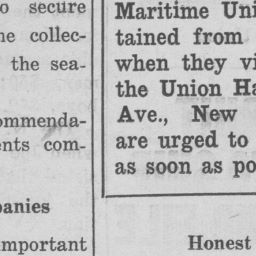 o secure
e collec-
the sea-
ommenda-
ents com-
panies
important
Maritime Uni
tained from
when they vi
the Union Ha
Ave., New
are urged to
as soon as po
Honest